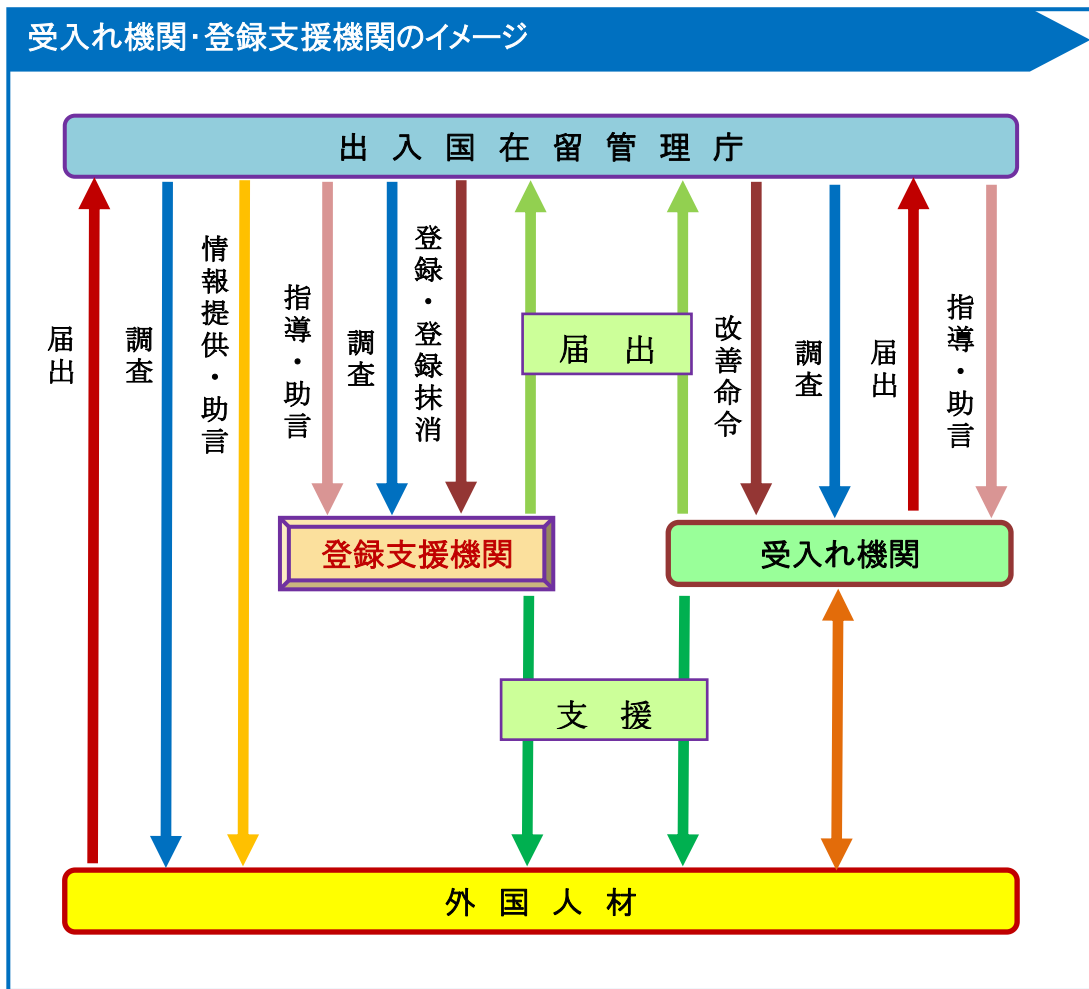 受入れ機関・登録支援機関のイメージ
出入国在留管理庁
届出
調査
情報提供・助言
指導・助言
調査
登録・登録抹消
届出
改善命令
調査
届出
指導・助言
登録支援機関
受入れ機関
支援
外国人材